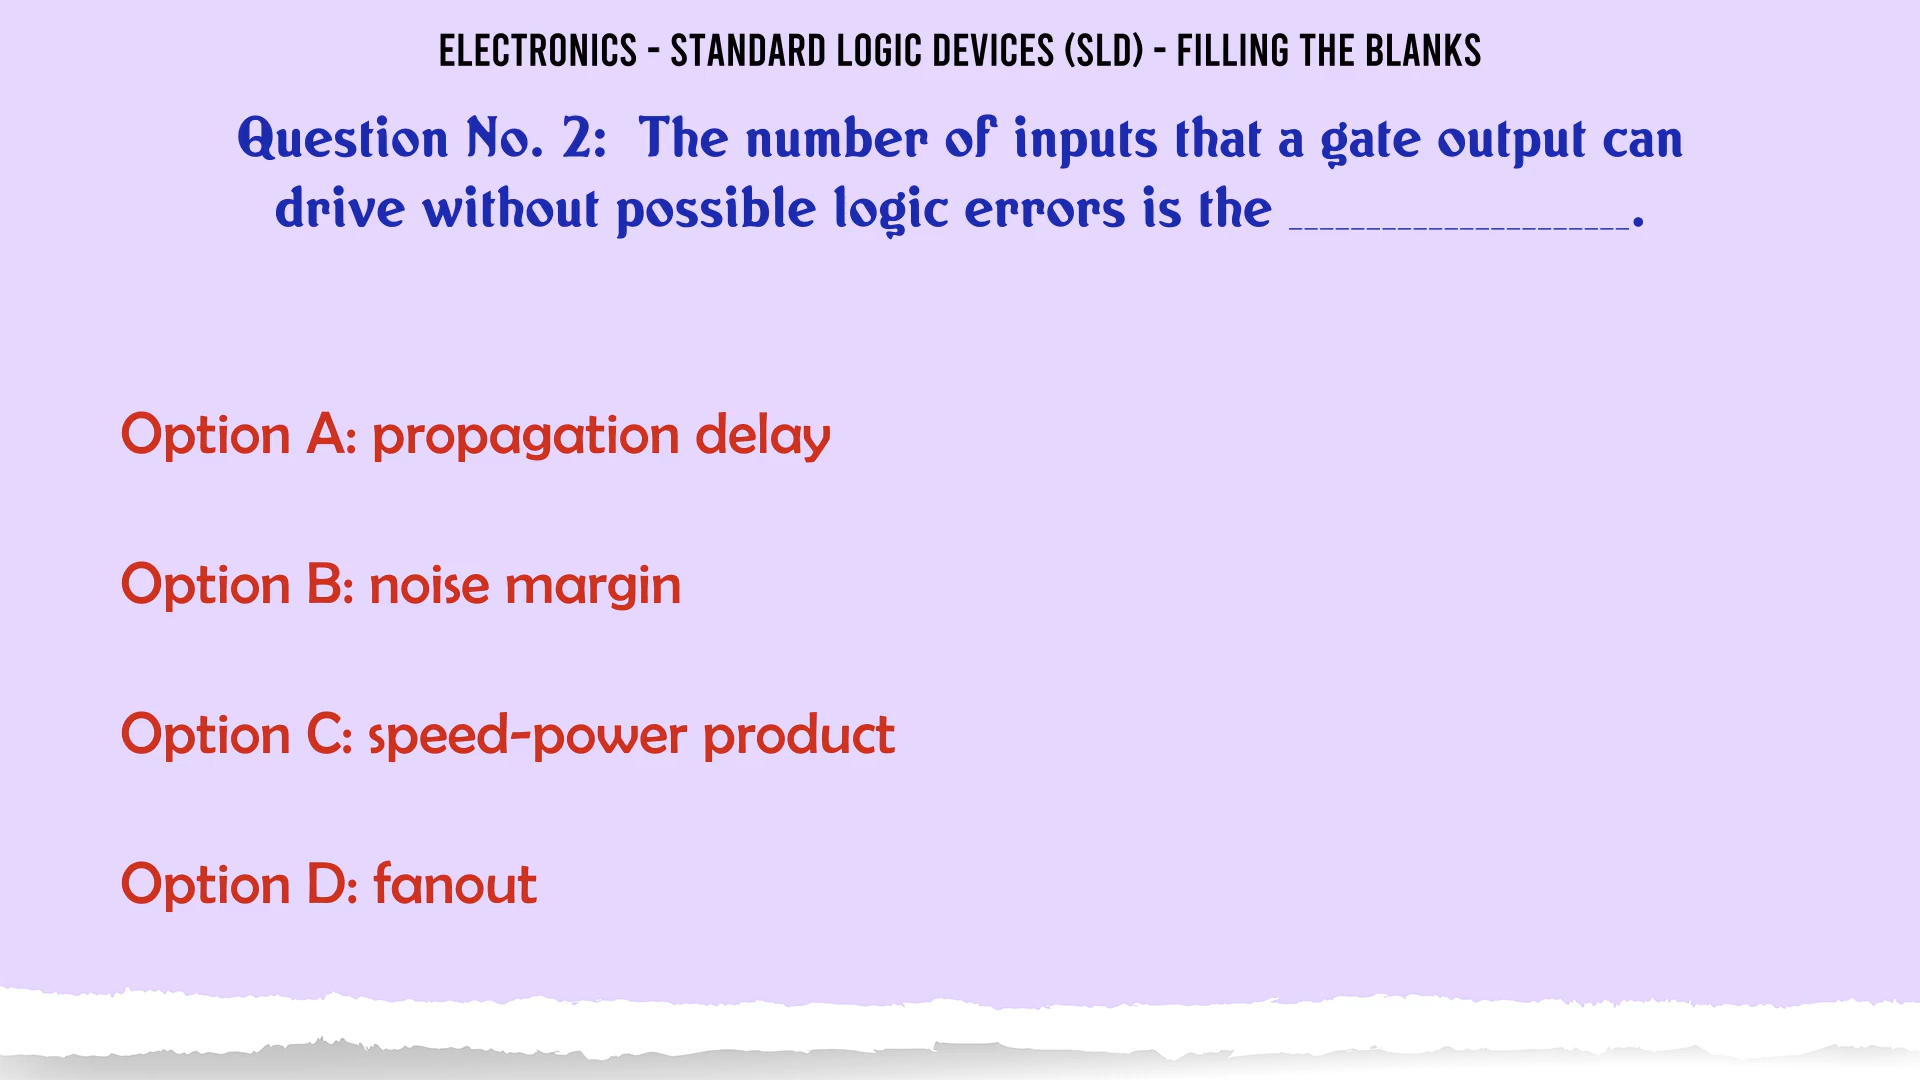 ELECTRONICS - STANDARD LOGIC DEVICES (SLD) - FILLING THE BLANKS
Question No. 2: The number of inputs that a gate output can
drive without possible logic errors is the ______________________.
Option A: propagation delay
Option B: noise margin
Option C: speed-power product
Option D: fanout